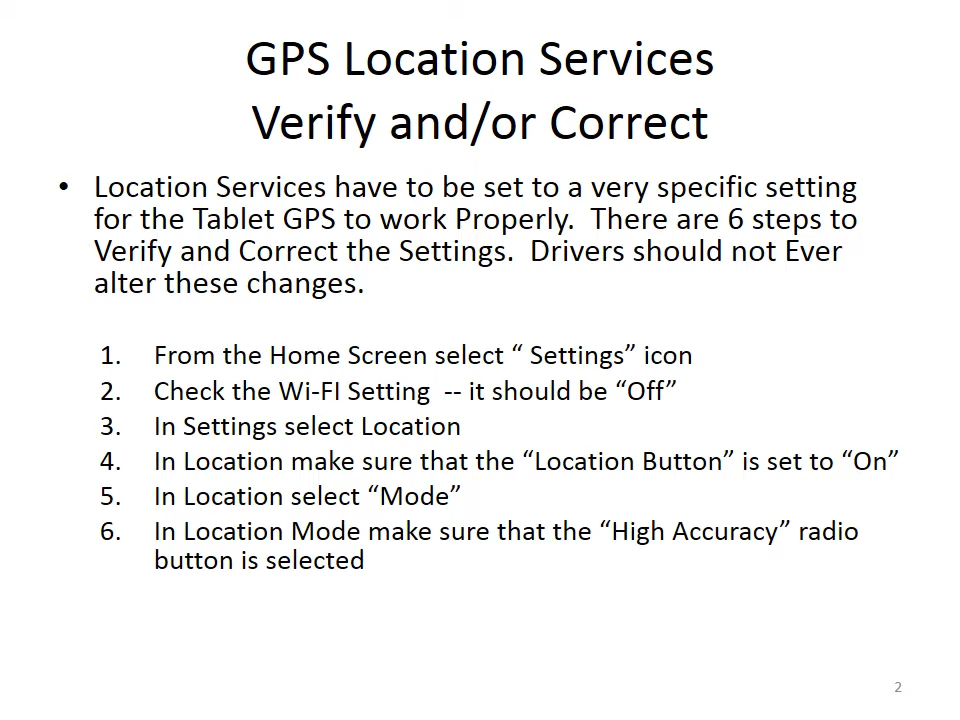 GPS Location Services
Verify and/or Correct
• Location Services have to be set to a very specific setting
for the Tablet GPS to work Properly.  There are 6 steps to
Verify and Correct the Settings.  Drivers should not Ever
alter these changes.
1. From the Home Screen select “ Settings” icon
2. Check the Wi-FI Setting  -- it should be “Off”
3. In Settings select Location
4. In Location make sure that the “Location Button” is set to “On”
5. In Location select “Mode”
6. In Location Mode make sure that the “High Accuracy” radio
button is selected
2